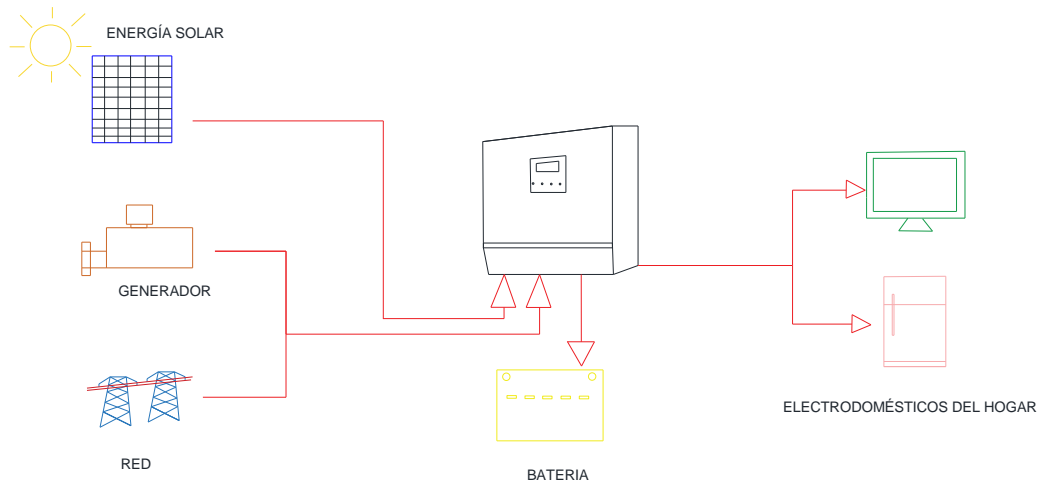 ENERGÍA SOLAR
GENERADOR
RED
BATERIA
ELECTRODOMÉSTICOS DEL HOGAR